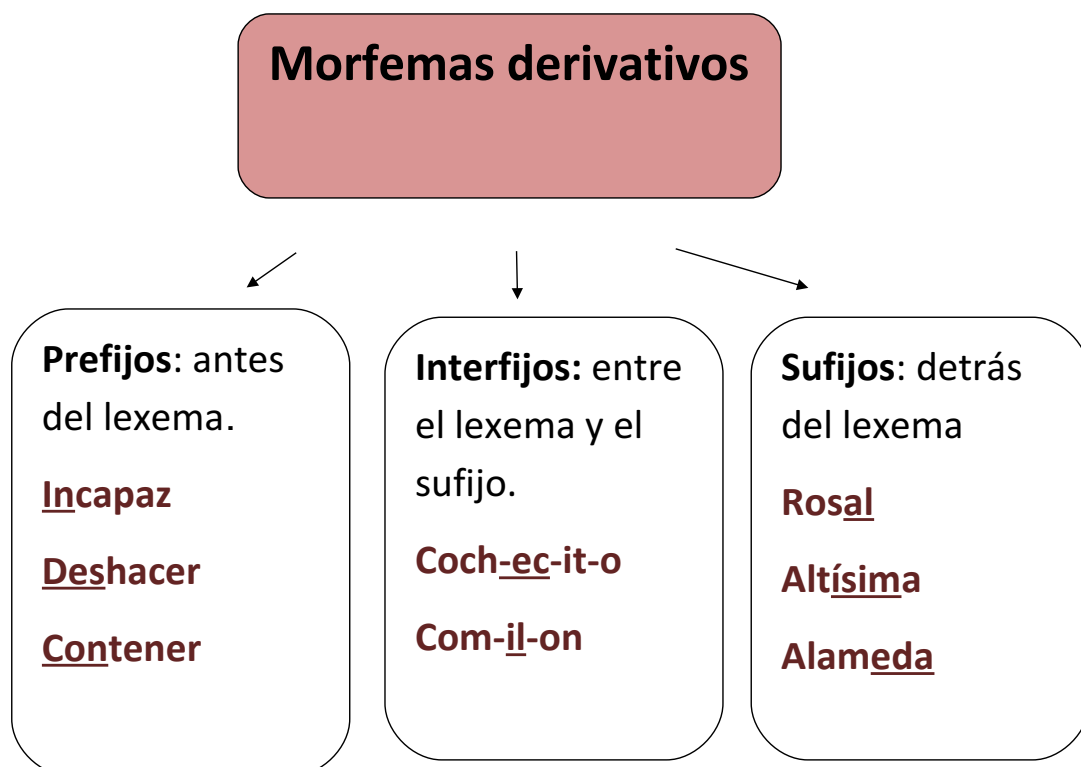 Morfemas derivativos
Prefijos: antes
del lexema.
Incapaz
Deshacer
Contener
Interfijos: entre
el lexema y el
sufijo.
Coch-ec-it-o
Com-il-on
Sufijos: detrás
del lexema
Rosal
Altísima
Alameda